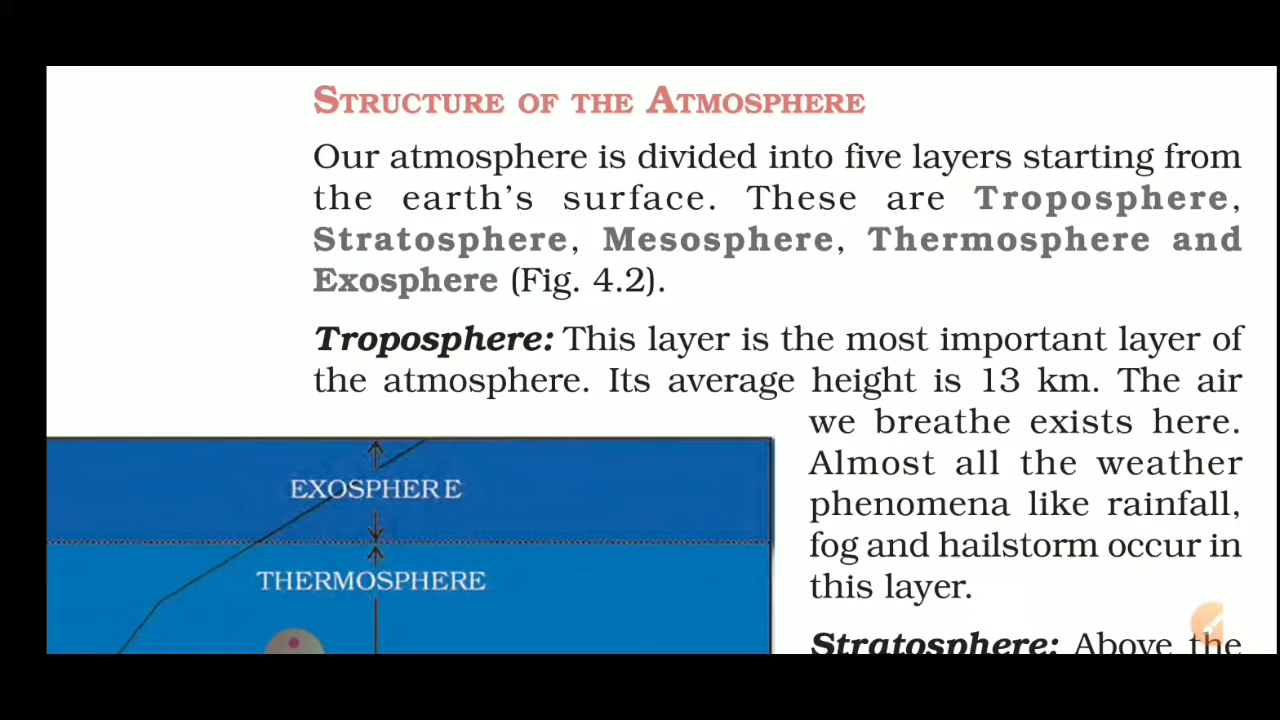 STRUCTURE OF THE ATMOSPHERE
Our atmosphere is divided into five layers starting from
the earth's surface. These are Troposphere,
Stratosphere, Mesosphere, Thermosphere and
Exosphere (Fig. 4.2).
Troposphere: This layer is the most important layer of
the atmosphere. Its average height is 13 km. The air
we breathe exists here.
Almost all the weather
phenomena like rainfall,
fog and hailstorm occur in
this layer.
Stratosphere: Above the
EXOSPHERE
THERMOSPHERE